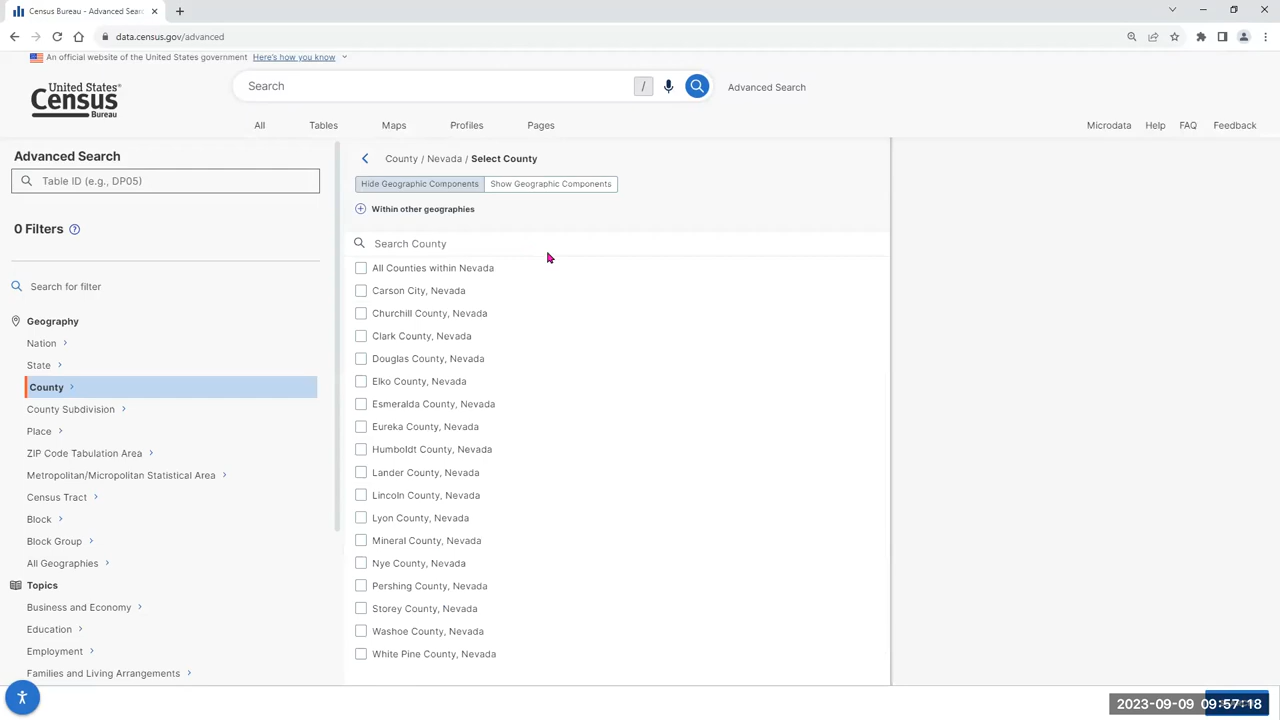 Census Bureau - Advanced Sear
data.census.gov/advanced
An official website of the United States government Here's how you know
United States®
Census
Bureau
Search / Advanced Search
All Tables Maps Profiles Pages Microdata Help FAQ Feedback
Advanced Search
Table ID (e.g., DP05)
0 Filters ?
Search for filter
Geography
Nation
State
County
County Subdivision
Place
ZIP Code Tabulation Area
Metropolitan/Micropolitan Statistical Area
Census Tract
Block
Block Group
All Geographies
Topics
Business and Economy
Education
Employment
Families and Living Arrangements
County / Nevada / Select County
Hide Geographic Components Show Geographic Components
Within other geographies
Search County
All Counties within Nevada
Carson City, Nevada
Churchill County, Nevada
Clark County, Nevada
Douglas County, Nevada
Elko County, Nevada
Esmeralda County, Nevada
Eureka County, Nevada
Humboldt County, Nevada
Lander County, Nevada
Lincoln County, Nevada
Lyon County, Nevada
Mineral County, Nevada
Nye County, Nevada
Pershing County, Nevada
Storey County, Nevada
Washoe County, Nevada
White Pine County, Nevada
2023-09-09 09:57:18